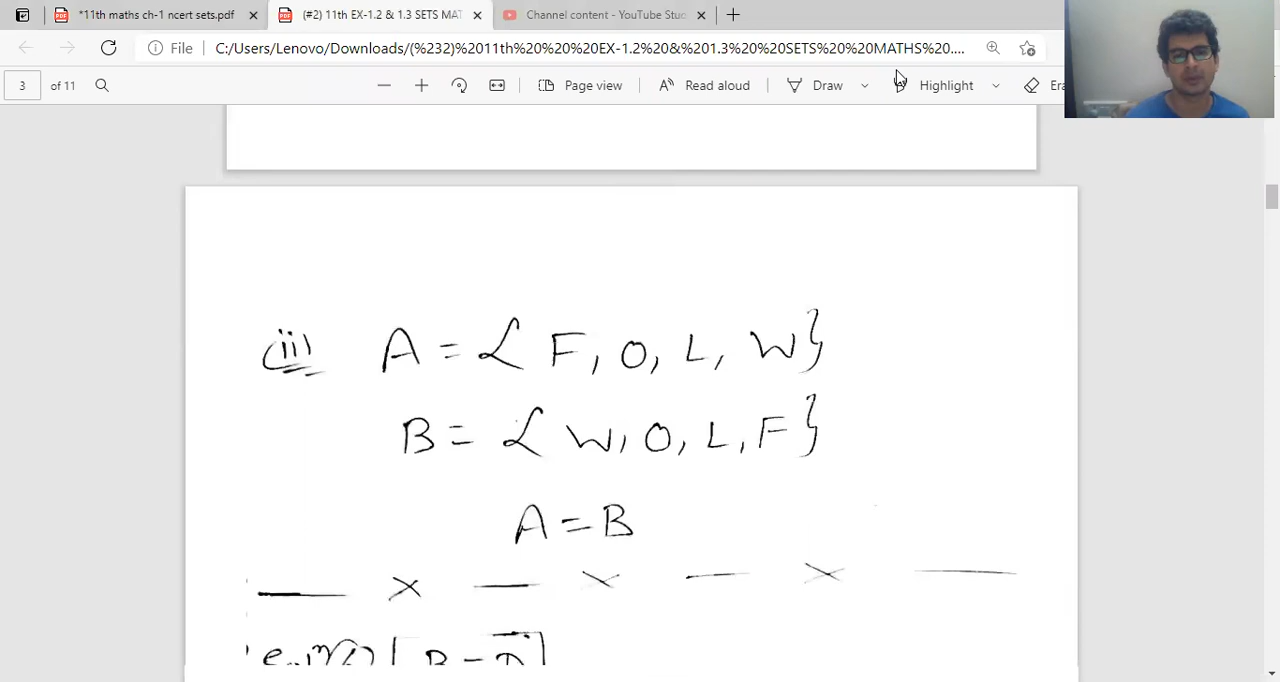 *11th maths ch-1 ncert sets.pdf
(#2) 11th EX-1.2 & 1.3 SETS MAT
Channel content - YouTube Stud
File
C:/Users/Lenovo/Downloads/(%232)%2011th%20%20%20EX-1.2%20&%201.3%20%20SETS%20%20MATHS%20....
3 of 11
Page view
Read aloud
Draw
Highlight
Era
(ii) A = { F, O, L, W}
B = { W, O, L, F }
A = B